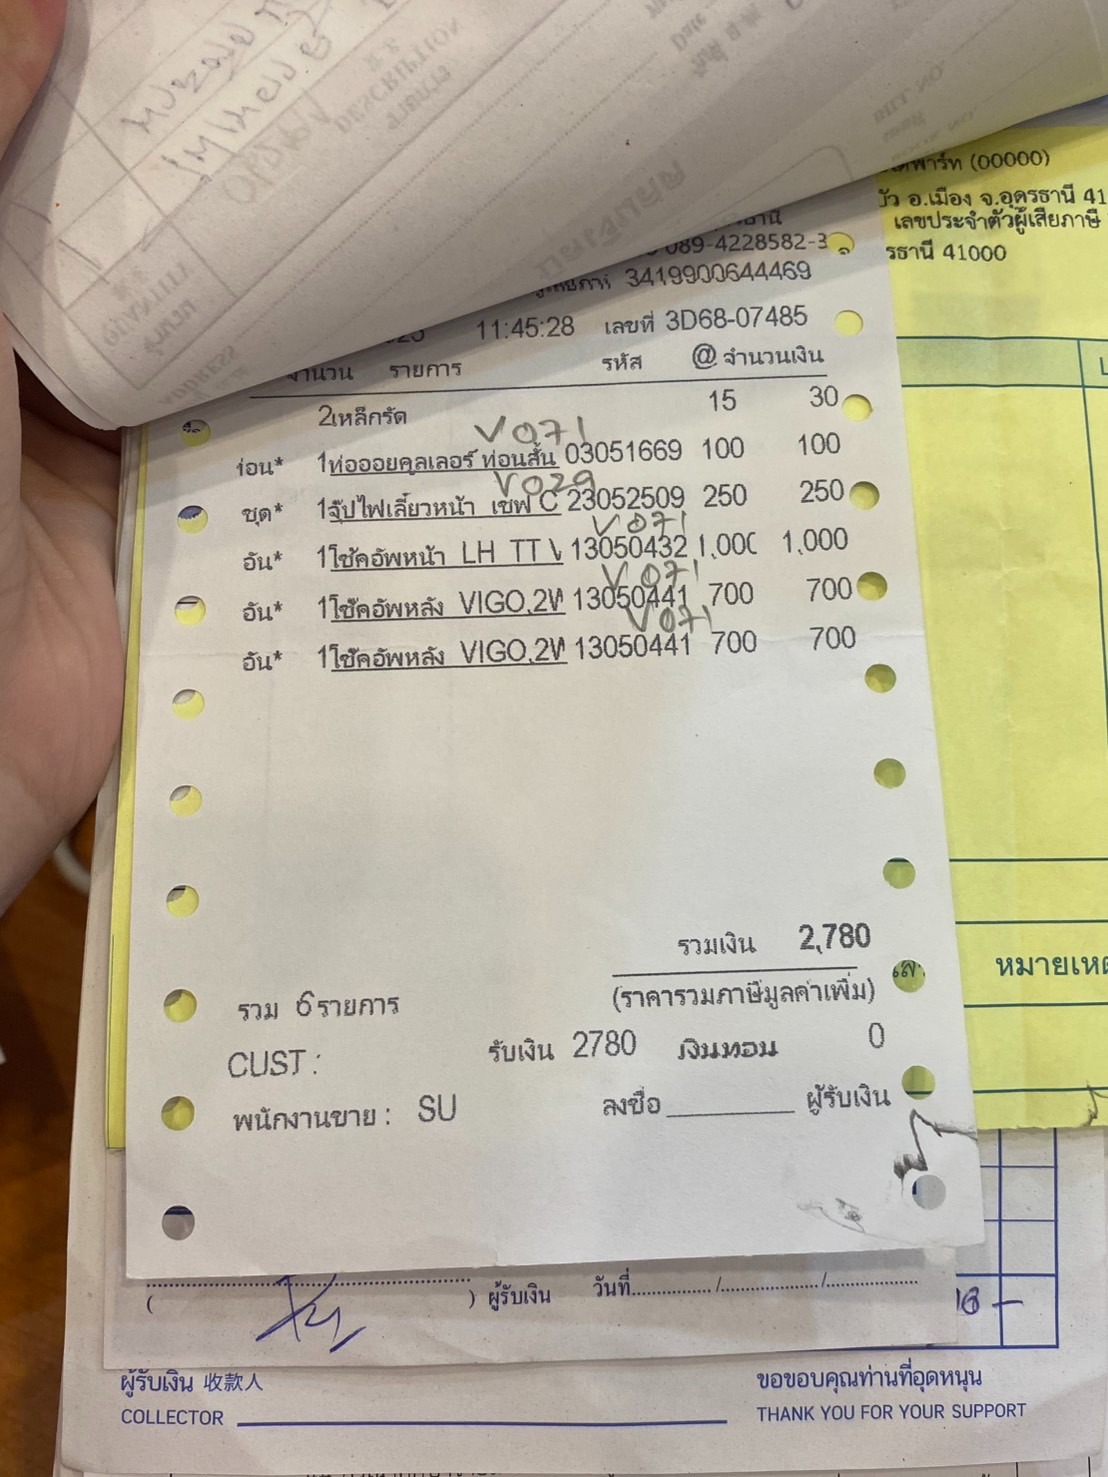 DESCRIPTION
รายการ
ADDRESS
BILL NO.
(00000)
อ.เมือง จ.อุดรธานี 41
เลขประจำตัวผู้เสียภาษี
089-4228582-3
รธานี 41000
3419900644469
11:45:28 เลขที่ 3D68-07485
จำนวน รายการ รหัส @ จำนวนเงิน
2เหล็กรัด 15 30
V071
ท่อน* 1ท่อออยคูลเลอร์ ท่อนสั้น 03051669 100 100
V029
ชุด* 1จุ๊ปไฟเลี้ยวหน้า เชฟ C 23052509 250 250
V071
อัน* 1โช้คอัพหน้า LH TT V 13050432 1,000 1,000
V071
อัน* 1โช้คอัพหลัง VIGO,2W 13050441 700 700
V071
อัน* 1โช้คอัพหลัง VIGO,2W 13050441 700 700
รวมเงิน 2,780
หมายเหต
รวม 6รายการ (ราคารวมภาษีมูลค่าเพิ่ม)
CUST: รับเงิน 2780 เงินทอน 0
พนักงานขาย: SU ลงชื่อ ผู้รับเงิน
( ) ผู้รับเงิน วันที่ / /
ผู้รับเงิน 收款人 ขอขอบคุณท่านที่อุดหนุน
COLLECTOR THANK YOU FOR YOUR SUPPORT